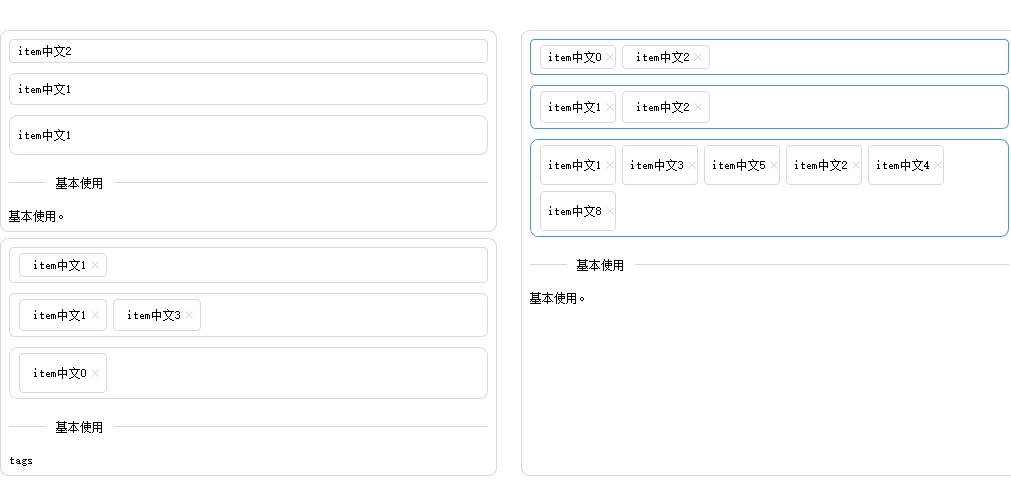 item中文2
item中文1
item中文1
基本使用
基本使用。
item中文1×
item中文1× item中文3×
item中文0×
基本使用
tags
item中文0× item中文2×
item中文1× item中文2×
item中文1× item中文3× item中文5× item中文2× item中文4×
item中文8×
基本使用
基本使用。